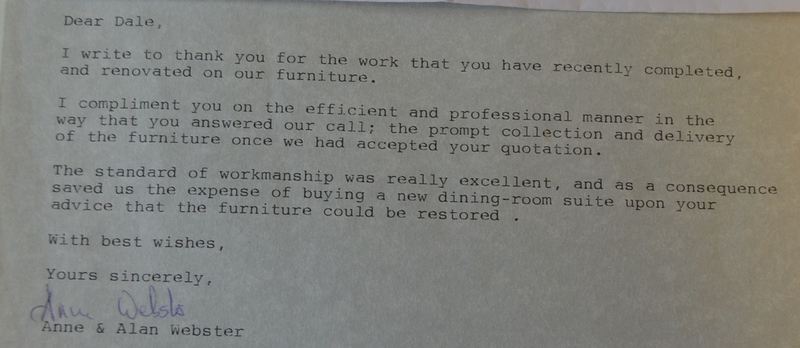 Dear Dale,
I write to thank you for the work that you have recently completed,
and renovated on our furniture.
I compliment you on the efficient and professional manner in the
way that you answered our call; the prompt collection and delivery
of the furniture once we had accepted your quotation.
The standard of workmanship was really excellent, and as a consequence
saved us the expense of buying a new dining-room suite upon your
advice that the furniture could be restored .
With best wishes,
Yours sincerely,
Anne Webster
Anne & Alan Webster